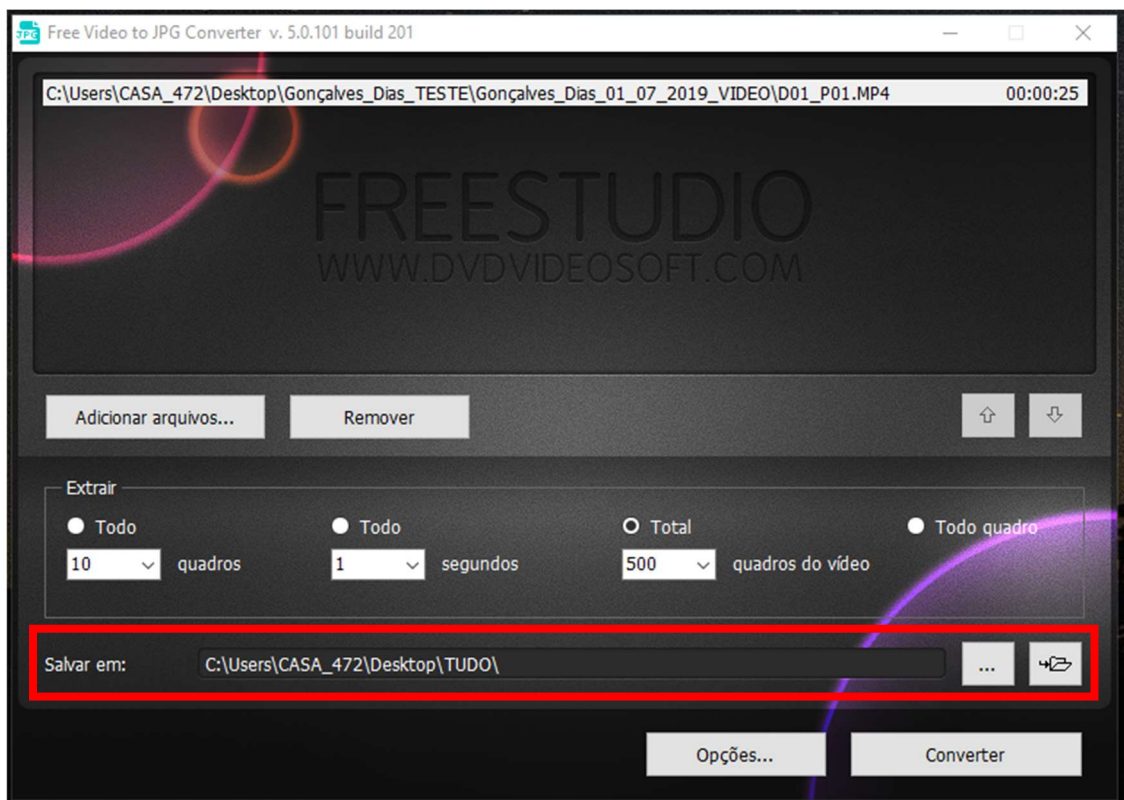 JPG Free Video to JPG Converter v. 5.0.101 build 201
C:\Users\CASA_472\Desktop\Gonçalves_Dias_TESTE\Gonçalves_Dias_01_07_2019_VIDEO\D01_P01.MP4 00:00:25
FREESTUDIO
WWW.DVDVIDEOSOFT.COM
Adicionar arquivos... Remover
Extrair
Todo Todo Total Todo quadro
10 quadros 1 segundos 500 quadros do vídeo
Salvar em: C:\Users\CASA_472\Desktop\TUDO\ ...
Opções... Converter